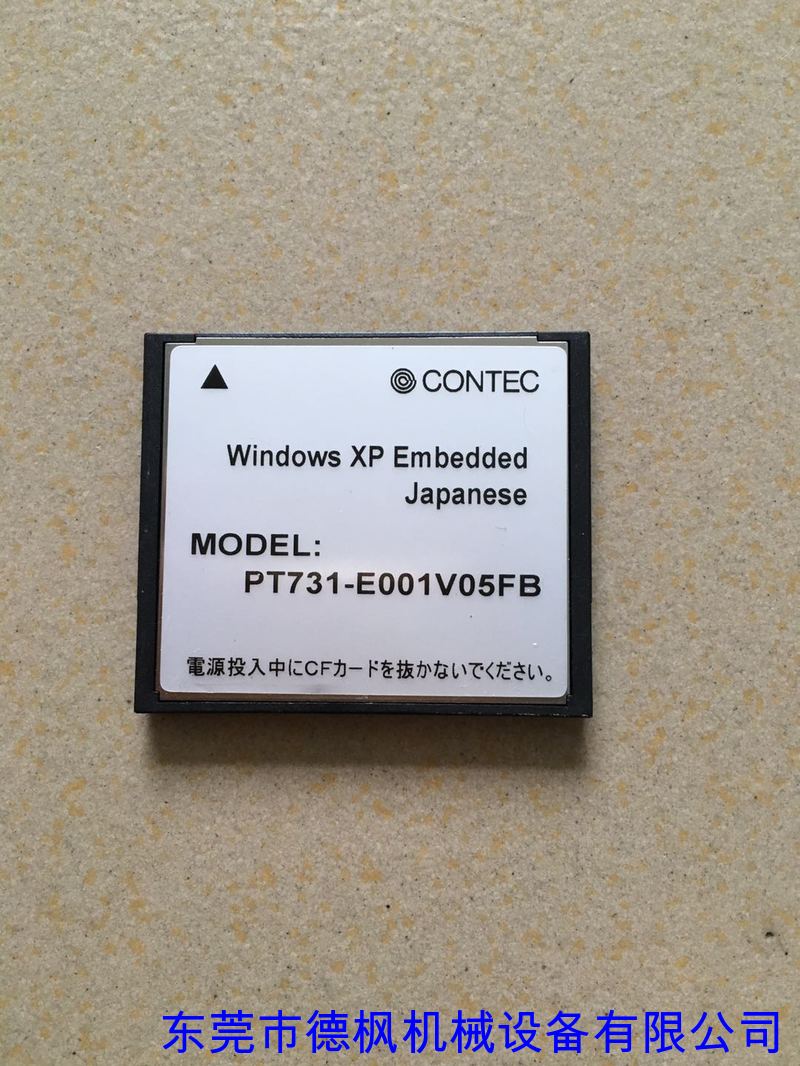 ▲
CONTEC
Windows XP Embedded
Japanese
MODEL:
PT731-E001V05FB
電源投入中にCFカードを抜かないでください。
东莞市德枫机械设备有限公司